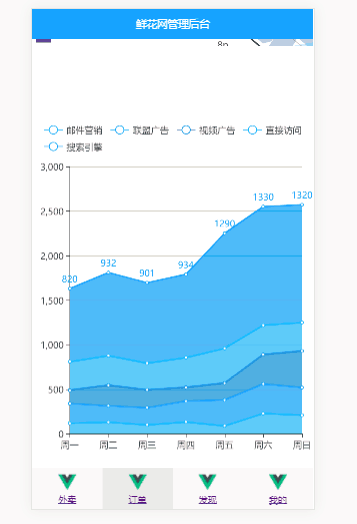 鲜花网管理后台
8p
邮件营销 联盟广告 视频广告 直接访问
搜索引擎
3,000
1330 1320
2,500
1290
820 932 901 934
2,000
1,500
1,000
500
0
周一 周二 周三 周四 周五 周六 周日
外卖 订单 发现 我的